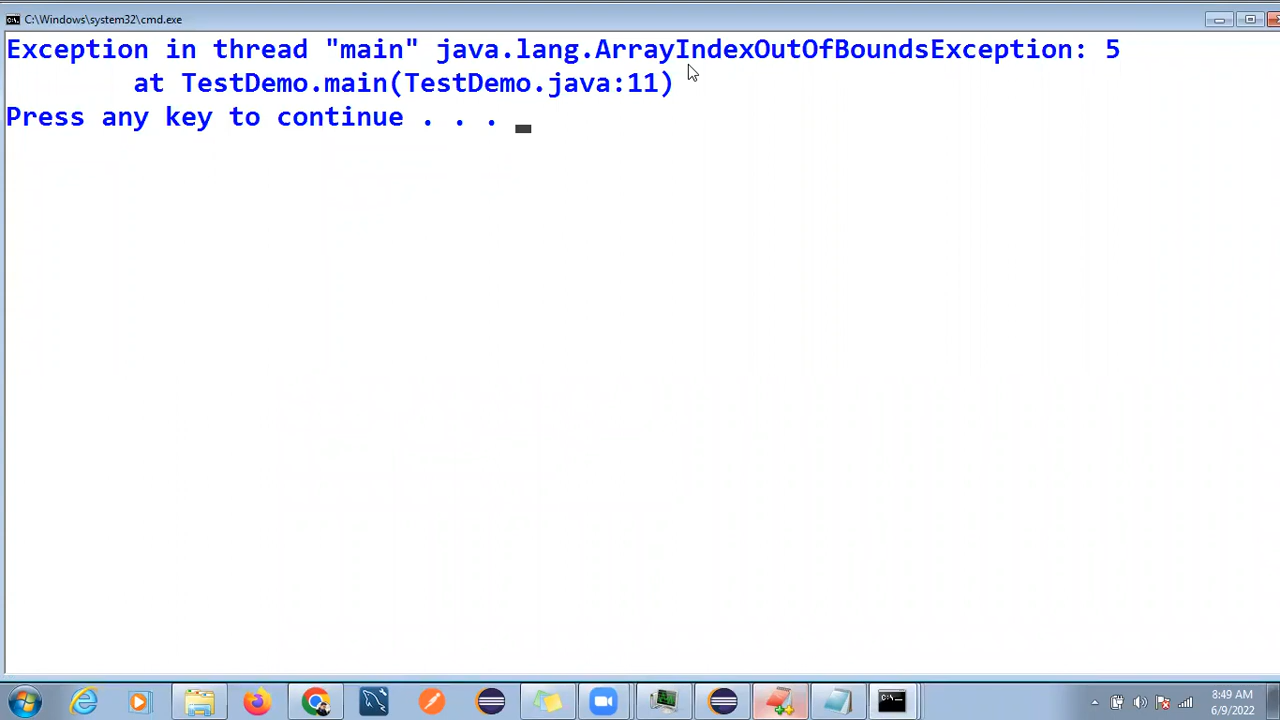 C:\Windows\system32\cmd.exe
Exception in thread "main" java.lang.ArrayIndexOutOfBoundsException: 5
at TestDemo.main(TestDemo.java:11)
Press any key to continue . . .
8:49 AM
6/9/2022